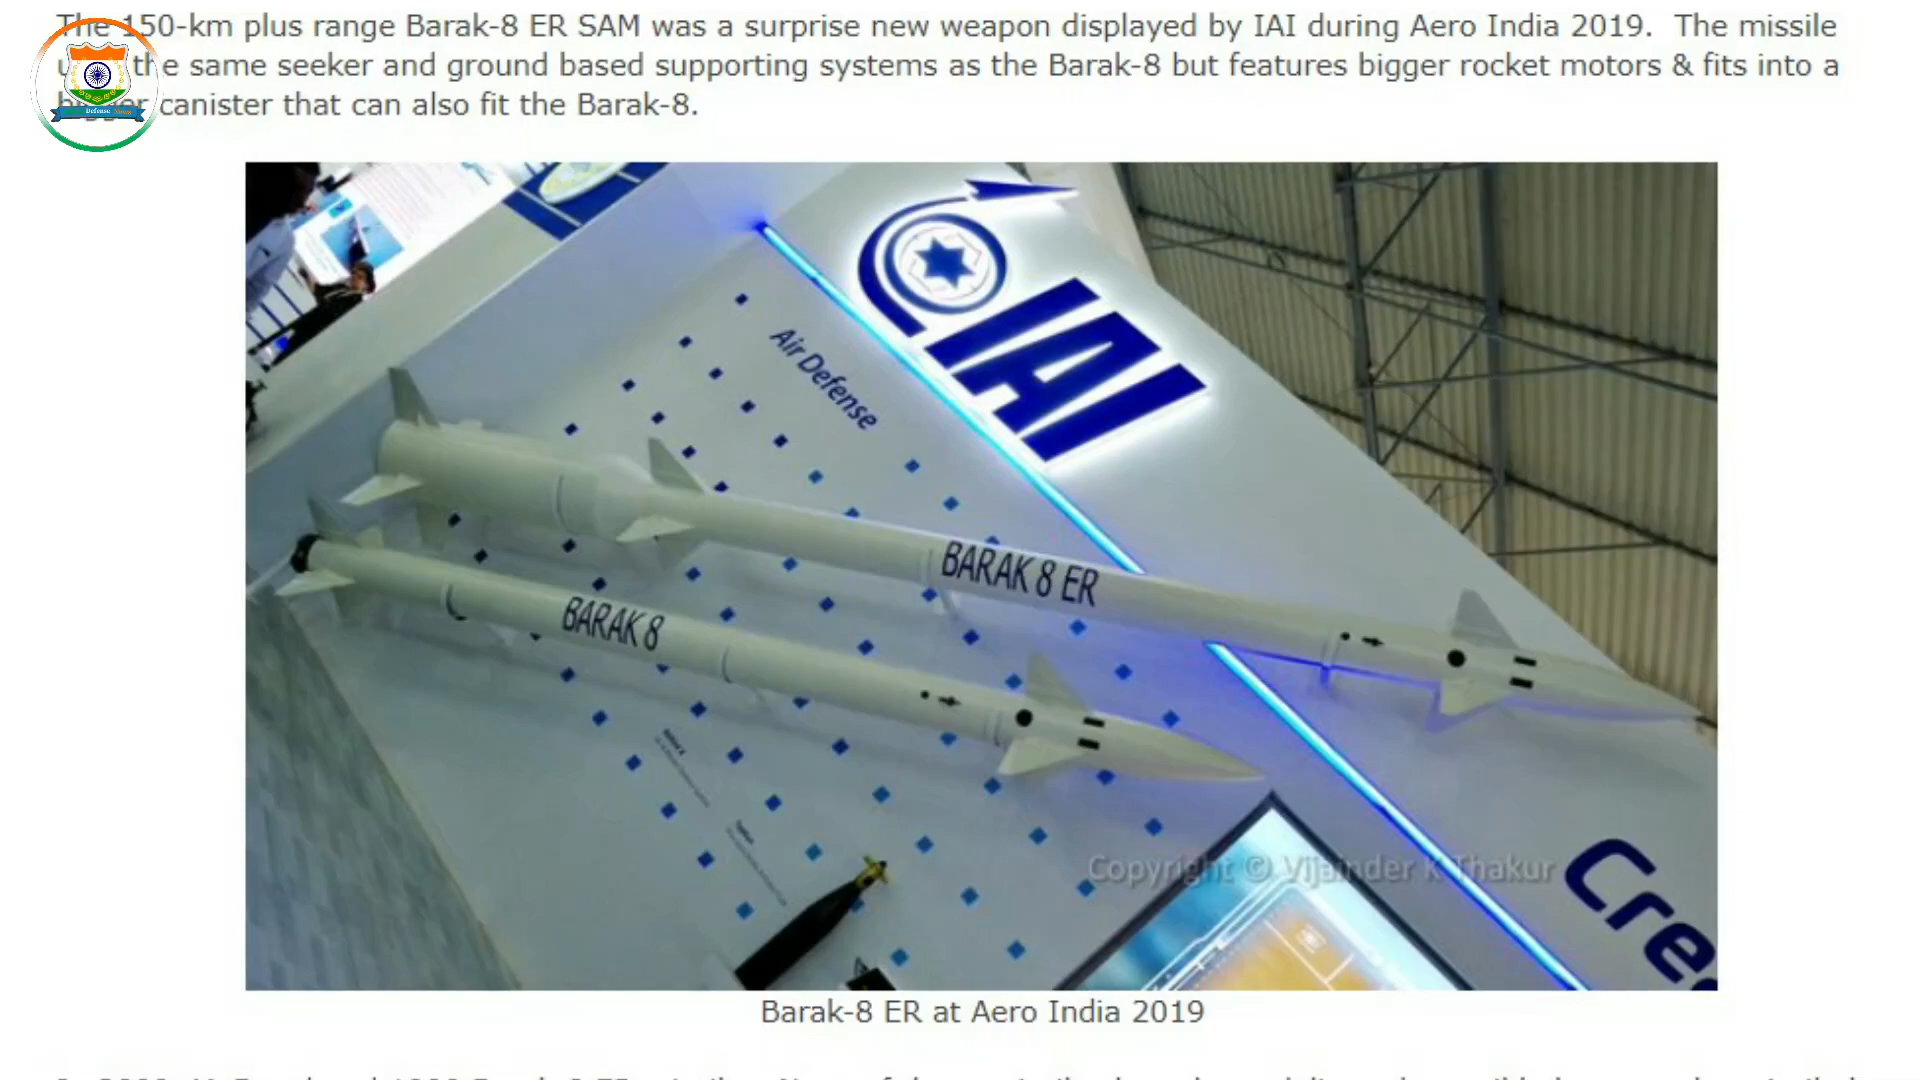 The 150-km plus range Barak-8 ER SAM was a surprise new weapon displayed by IAI during Aero India 2019. The missile
the same seeker and ground based supporting systems as the Barak-8 but features bigger rocket motors & fits into a
canister that can also fit the Barak-8.
Defense
IAI
Air Defense
BARAK 8 ER
BARAK 8
Copyright © Vijainder K Thakur
Cre
Barak-8 ER at Aero India 2019